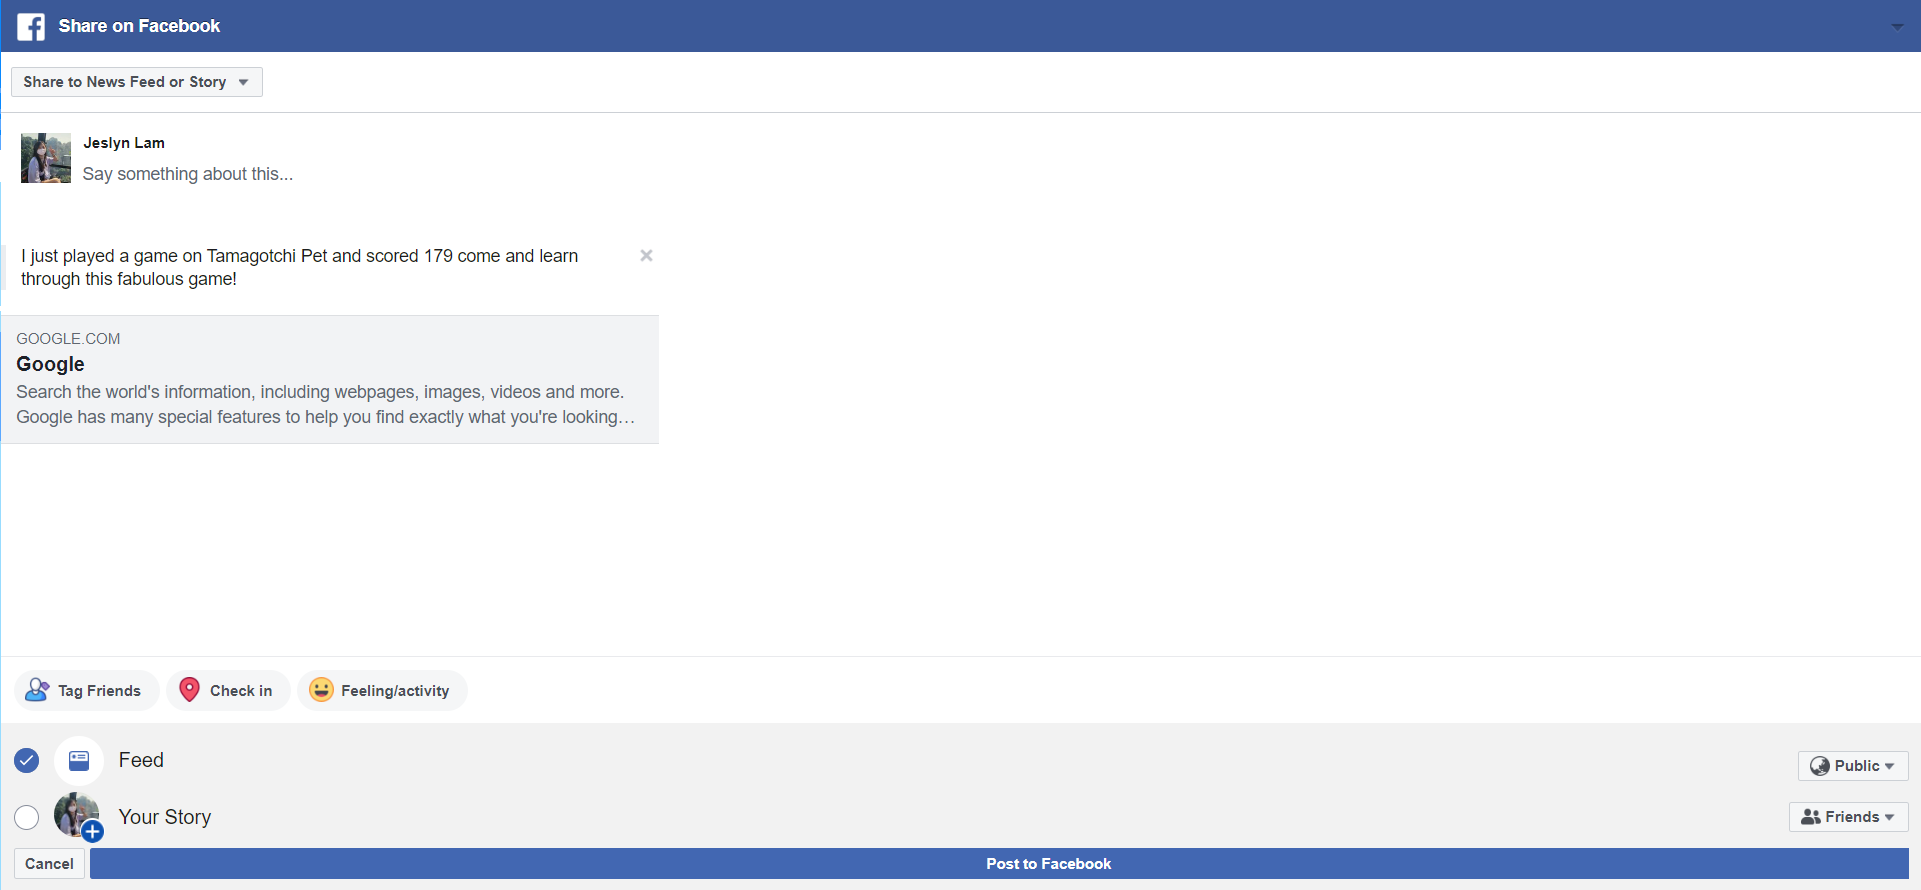 Share on Facebook
Share to News Feed or Story
Jeslyn Lam
Say something about this...
I just played a game on Tamagotchi Pet and scored 179 come and learn
through this fabulous game!
GOOGLE.COM
Google
Search the world's information, including webpages, images, videos and more.
Google has many special features to help you find exactly what you're looking…
Tag Friends
Check in
Feeling/activity
Feed
Public
Your Story
Friends
Cancel
Post to Facebook